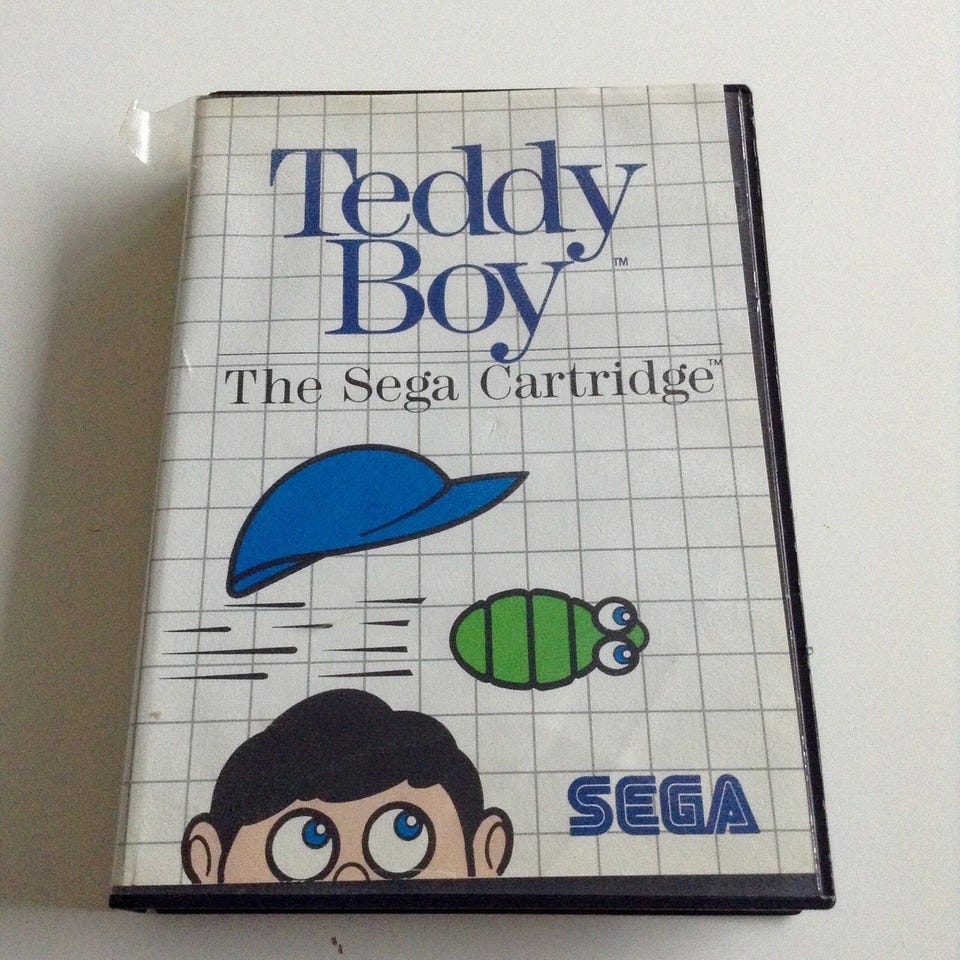 Teddy
Boy™
The Sega Cartridge™
SEGA